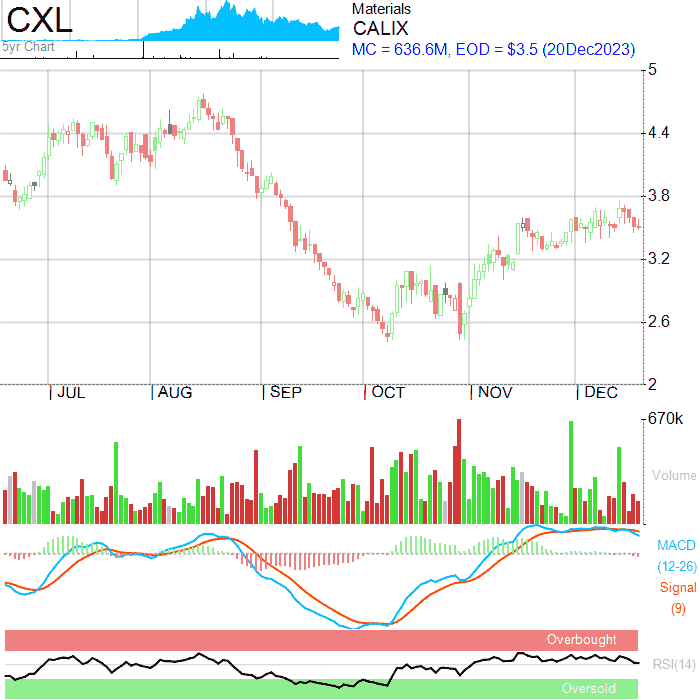 CXL
5yr Chart
Materials
CALIX
MC = 636.6M, EOD = $3.5 (20Dec2023)
5
4.4
3.8
3.2
2.6
2
JUL AUG SEP OCT NOV DEC
670k
Volume
MACD
(12-26)
Signal
(9)
Overbought
RSI(14)
Oversold